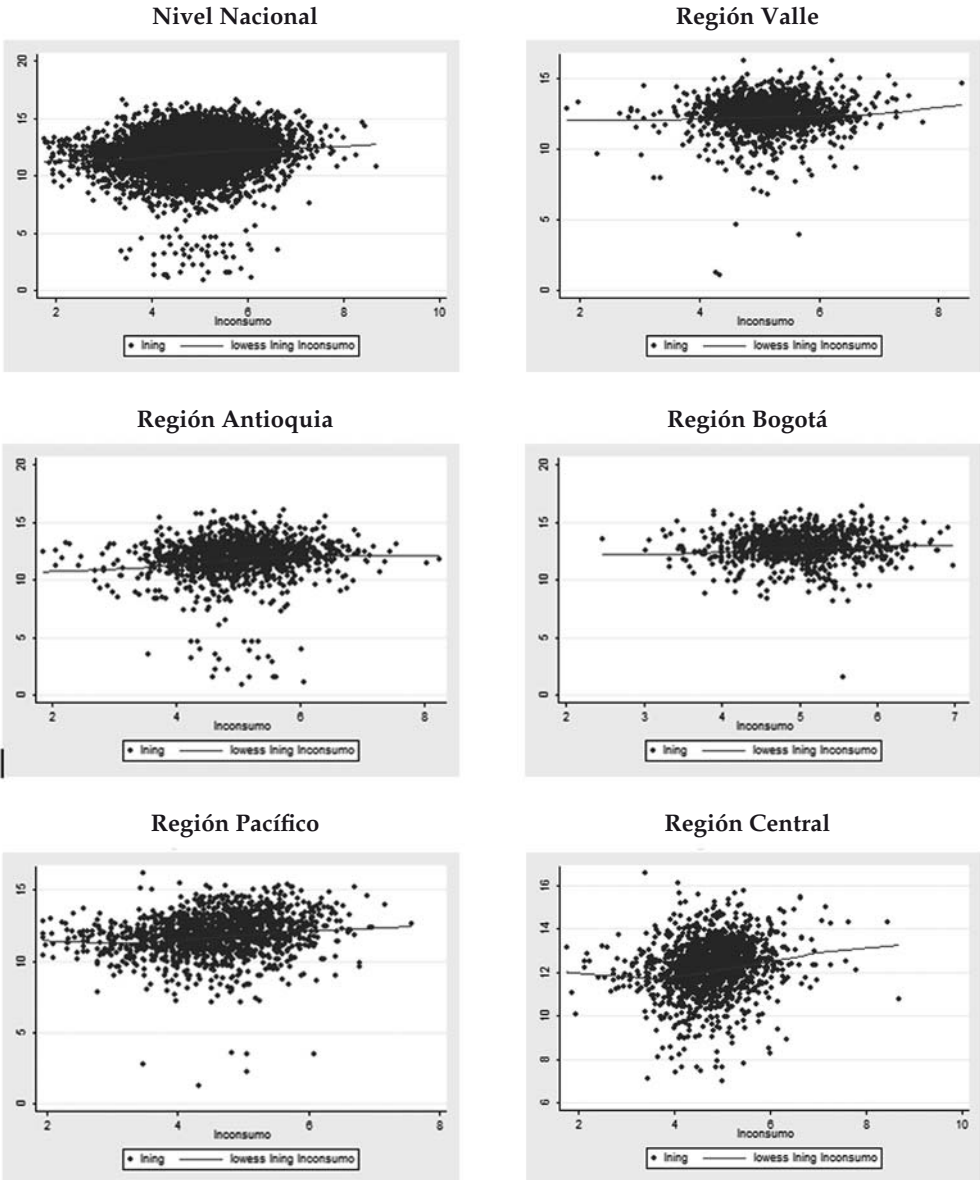 Nivel Nacional
20
15
10
5
0
2 4 6 8 10
lnconsumo
lning lowess lning lnconsumo
Región Valle
15
10
5
0
2 4 6 8
lnconsumo
lning lowess lning lnconsumo
Región Antioquia
20
15
10
5
0
2 4 6 8
lnconsumo
lning lowess lning lnconsumo
Región Bogotá
20
15
10
5
0
2 3 4 5 6 7
lnconsumo
lning lowess lning lnconsumo
Región Pacífico
15
10
5
0
2 4 6 8
lnconsumo
lning lowess lning lnconsumo
Región Central
16
14
12
10
8
6
2 4 6 8 10
lnconsumo
lning lowess lning lnconsumo